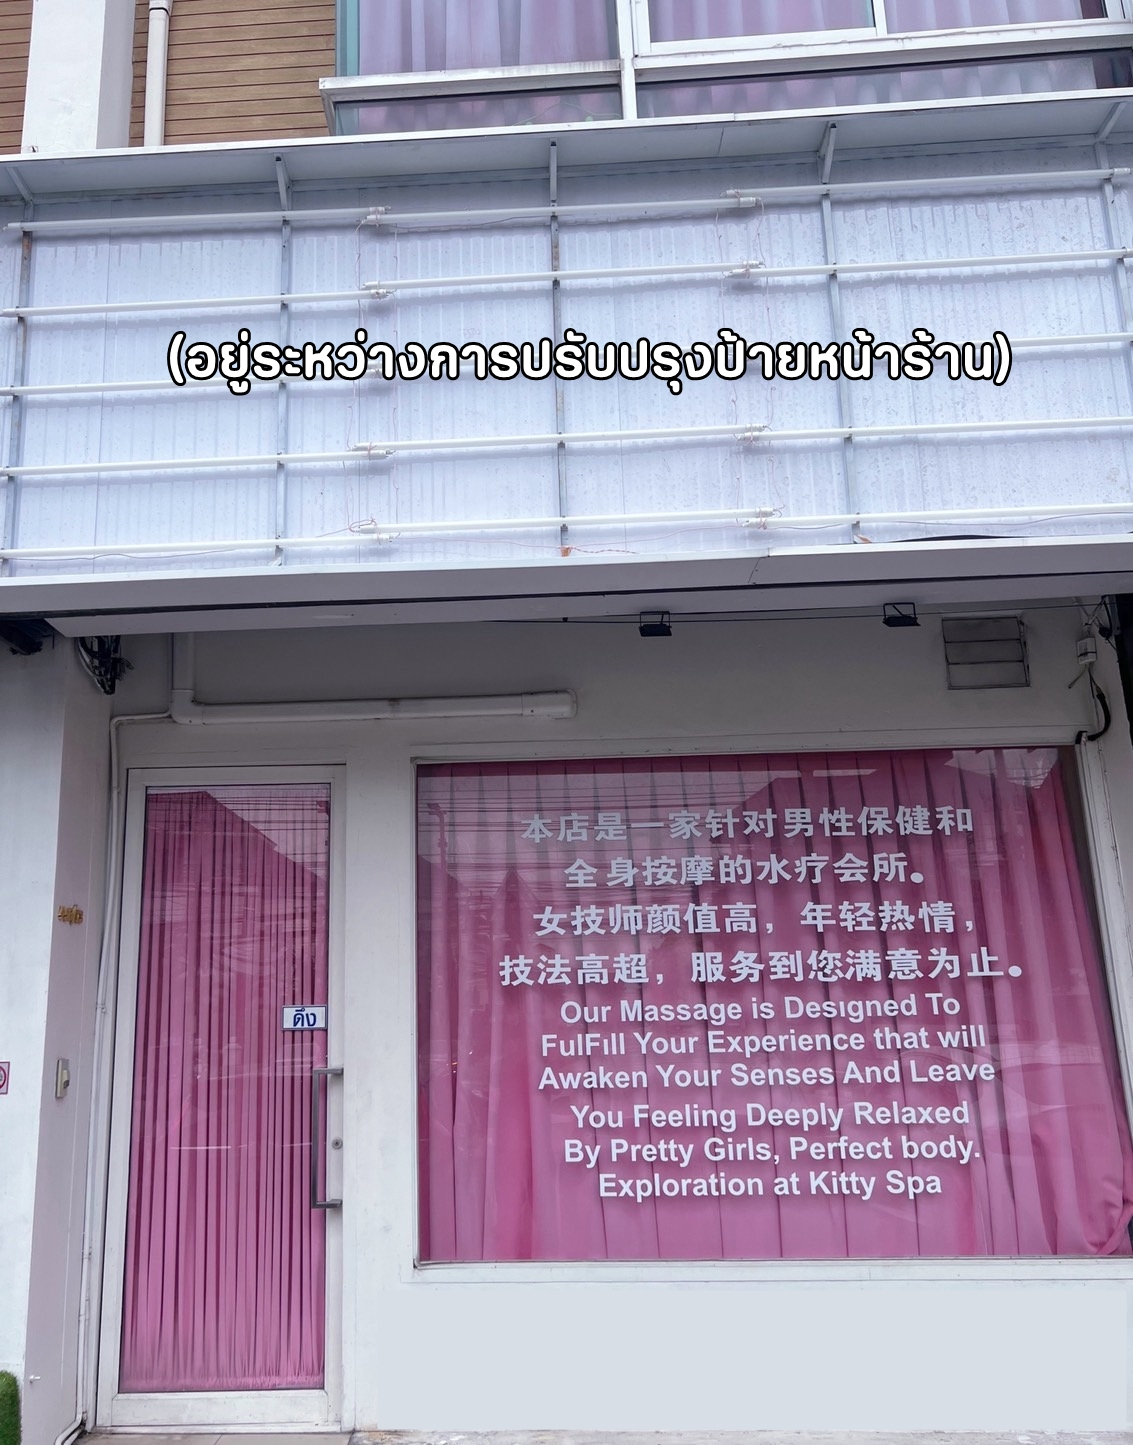 (อยู่ระหว่างการปรับปรุงป้ายหน้าร้าน)
本店是一家针对男性保健和
全身按摩的水疗会所。
女技师颜值高，年轻热情，
技法高超，服务到您满意为止。
Our Massage is Designed To
FulFill Your Experience that will
Awaken Your Senses And Leave
You Feeling Deeply Relaxed
By Pretty Girls, Perfect body.
Exploration at Kitty Spa
ดึง